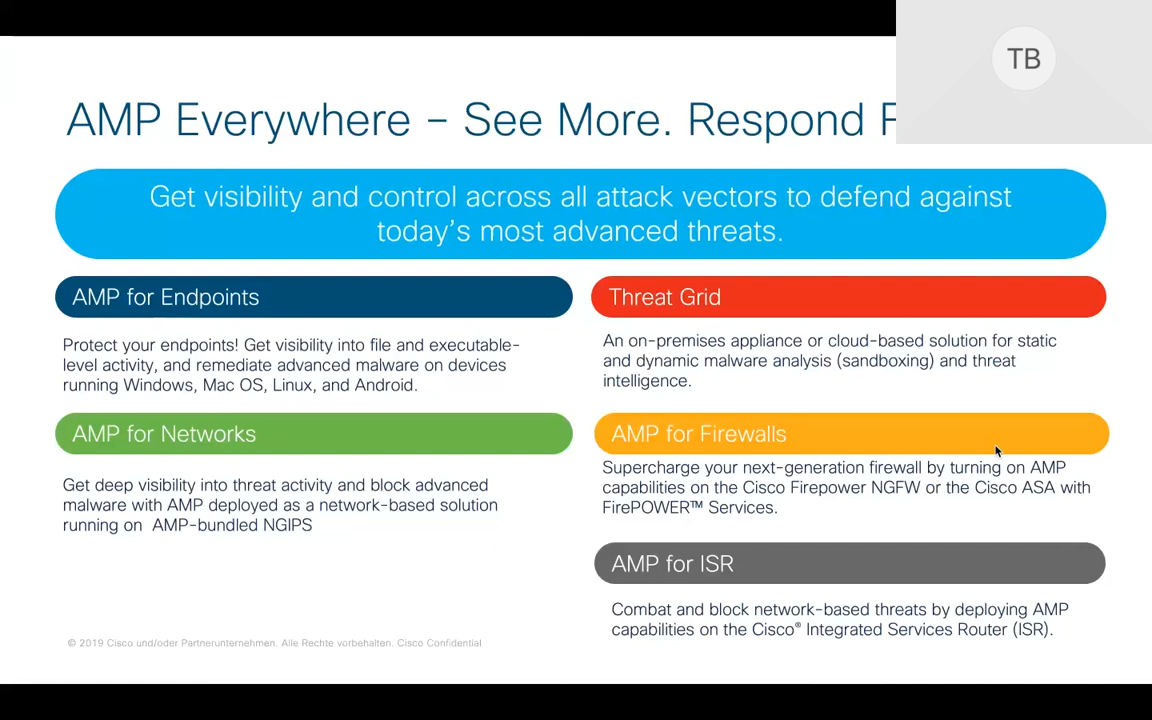 TB
AMP Everywhere – See More. Respond
Get visibility and control across all attack vectors to defend against
today's most advanced threats.
AMP for Endpoints
Protect your endpoints! Get visibility into file and executable-
level activity, and remediate advanced malware on devices
running Windows, Mac OS, Linux, and Android.
AMP for Networks
Get deep visibility into threat activity and block advanced
malware with AMP deployed as a network-based solution
running on  AMP-bundled NGIPS
Threat Grid
An on-premises appliance or cloud-based solution for static
and dynamic malware analysis (sandboxing) and threat
intelligence.
AMP for Firewalls
Supercharge your next-generation firewall by turning on AMP
capabilities on the Cisco Firepower NGFW or the Cisco ASA with
FirePOWER™ Services.
AMP for ISR
Combat and block network-based threats by deploying AMP
capabilities on the Cisco® Integrated Services Router (ISR).
© 2019 Cisco und/oder Partnerunternehmen. Alle Rechte vorbehalten. Cisco Confidential